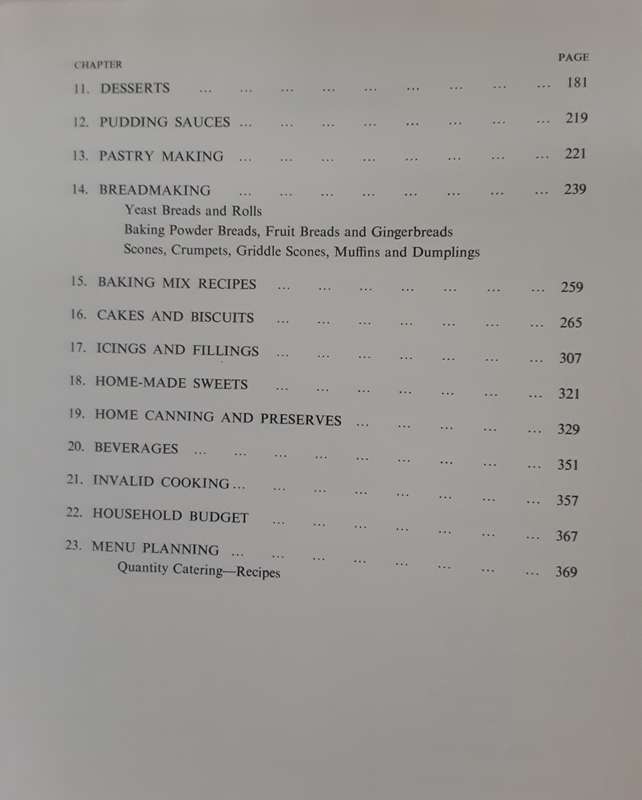 CHAPTER PAGE
11. DESSERTS ... ... ... ... ... ... ... ... ... 181
12. PUDDING SAUCES ... ... ... ... ... ... ... ... 219
13. PASTRY MAKING ... ... ... ... ... ... ... ... 221
14. BREADMAKING ... ... ... ... ... ... ... ... 239
Yeast Breads and Rolls
Baking Powder Breads, Fruit Breads and Gingerbreads
Scones, Crumpets, Griddle Scones, Muffins and Dumplings
15. BAKING MIX RECIPES ... ... ... ... ... ... ... 259
16. CAKES AND BISCUITS ... ... ... ... ... ... ... 265
17. ICINGS AND FILLINGS ... ... ... ... ... ... ... 307
18. HOME-MADE SWEETS ... ... ... ... ... ... ... 321
19. HOME CANNING AND PRESERVES ... ... ... ... ... 329
20. BEVERAGES ... ... ... ... ... ... ... ... ... 351
21. INVALID COOKING ... ... ... ... ... ... ... ... 357
22. HOUSEHOLD BUDGET ... ... ... ... ... ... ... 367
23. MENU PLANNING ... ... ... ... ... ... ... ... 369
Quantity Catering—Recipes